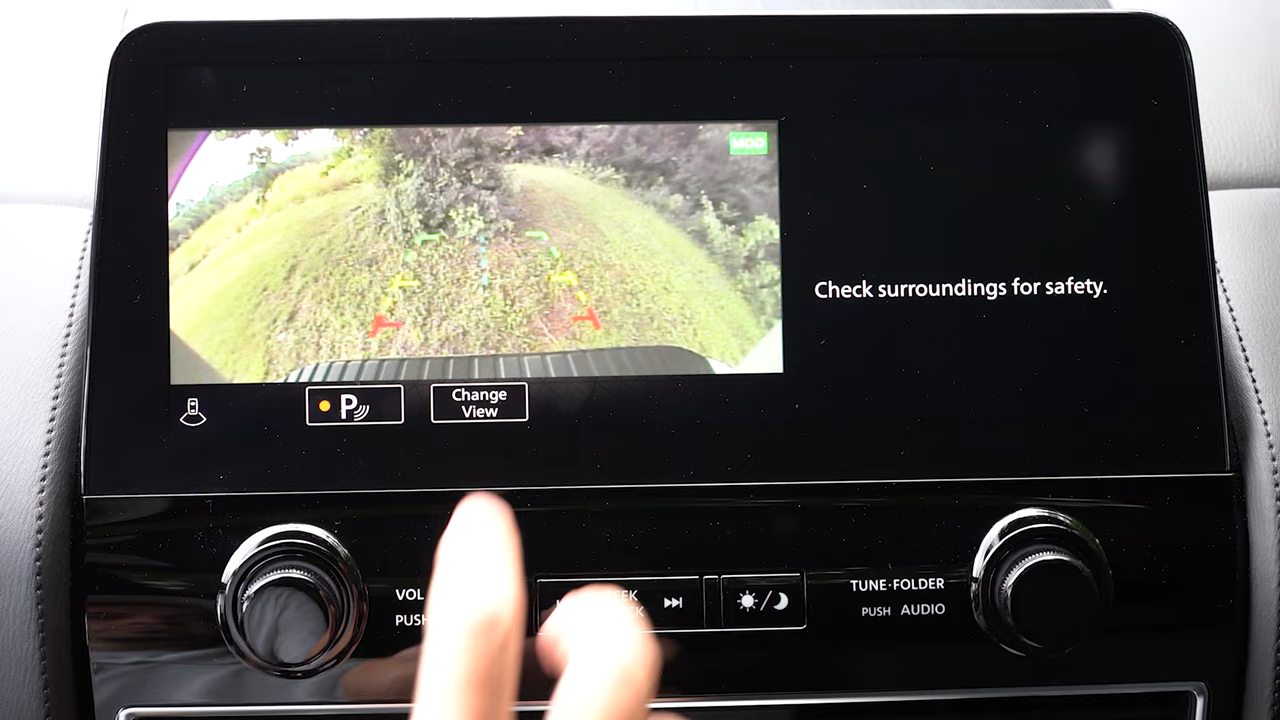 MOD
Check surroundings for safety.
P
Change
View
VOL
PUSH
TUNE·FOLDER
PUSH AUDIO